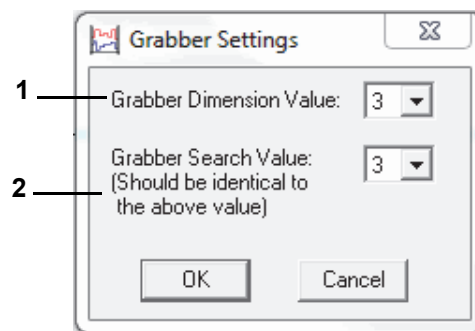 Grabber Settings
1
Grabber Dimension Value: 3
2
Grabber Search Value: 3
(Should be identical to
the above value)
OK Cancel